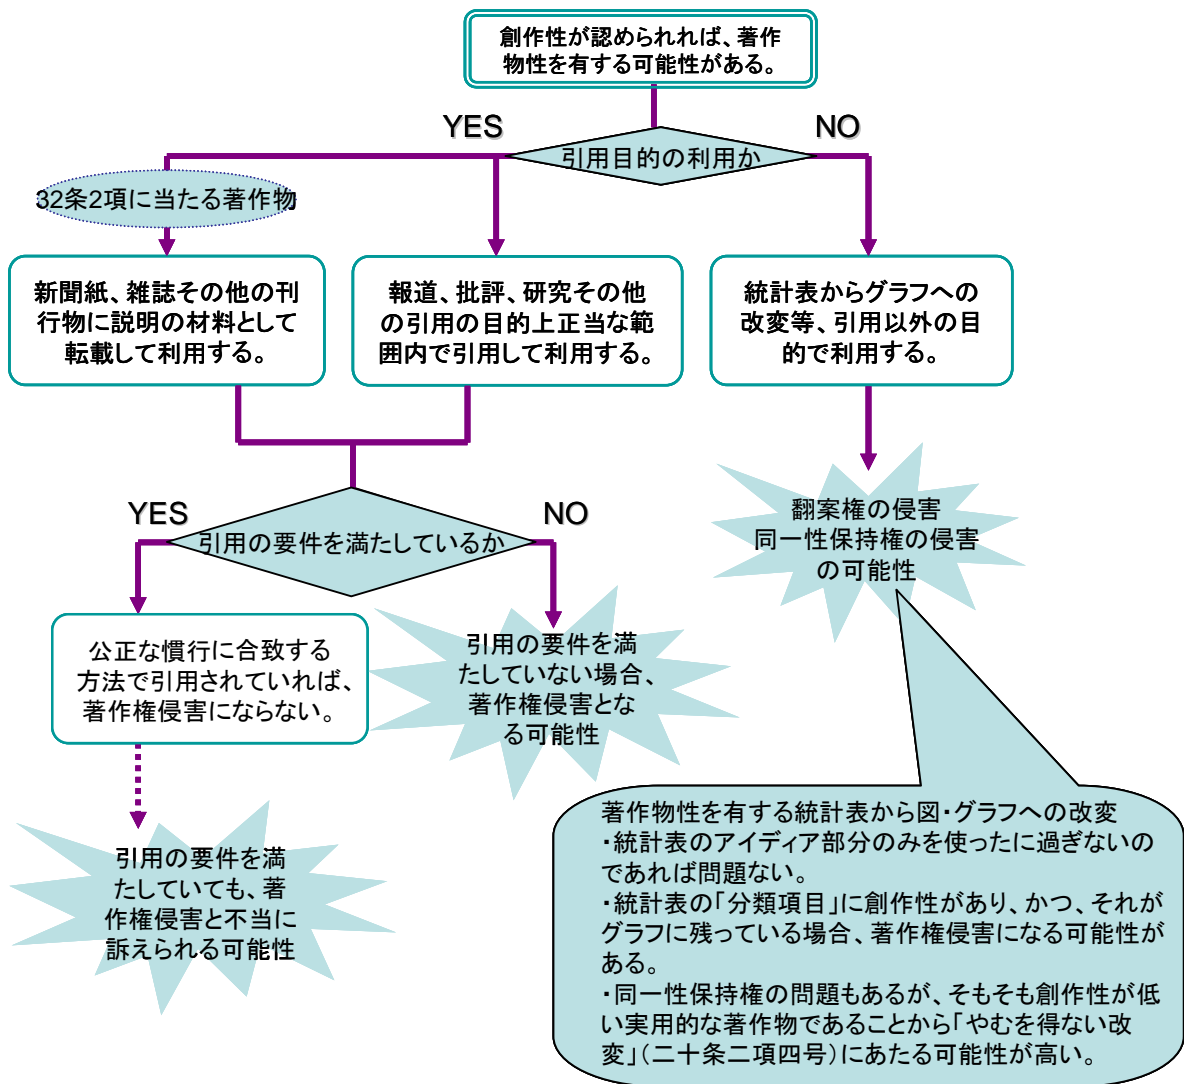 創作性が認められれば、著作
物性を有する可能性がある。
YES
NO
引用目的の利用か
32条2項に当たる著作物
新聞紙、雑誌その他の刊
行物に説明の材料として
転載して利用する。
報道、批評、研究その他
の引用の目的上正当な範
囲内で引用して利用する。
統計表からグラフへの
改変等、引用以外の目
的で利用する。
YES
NO
引用の要件を満たしているか
翻案権の侵害
同一性保持権の侵害
の可能性
公正な慣行に合致する
方法で引用されていれば、
著作権侵害にならない。
引用の要件を満
たしていない場合、
著作権侵害とな
る可能性
引用の要件を満
たしていても、著
作権侵害と不当に
訴えられる可能性
著作物性を有する統計表から図・グラフへの改変
・統計表のアイディア部分のみを使ったに過ぎないの
であれば問題ない。
・統計表の「分類項目」に創作性があり、かつ、それが
グラフに残っている場合、著作権侵害になる可能性が
ある。
・同一性保持権の問題もあるが、そもそも創作性が低
い実用的な著作物であることから「やむを得ない改
変」(二十条二項四号)にあたる可能性が高い。